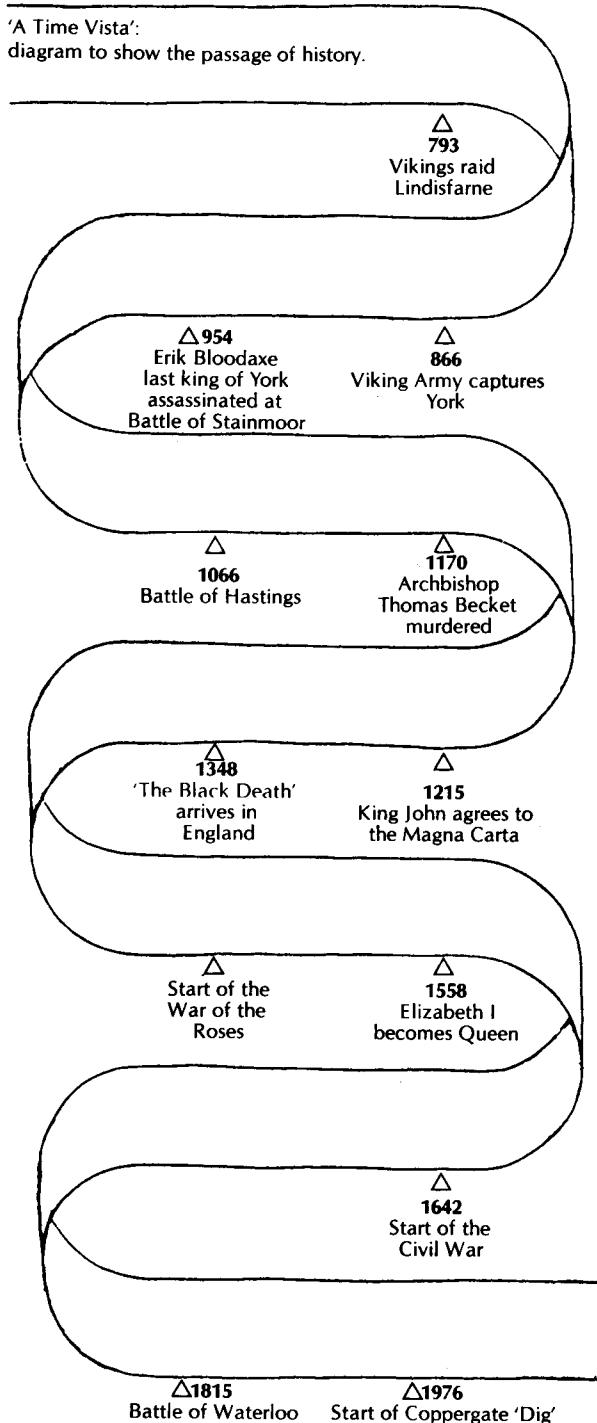 'A Time Vista':
diagram to show the passage of history.
793
Vikings raid
Lindisfarne
954
Erik Bloodaxe
last king of York
assassinated at
Battle of Stainmoor
866
Viking Army captures
York
1066
Battle of Hastings
1170
Archbishop
Thomas Becket
murdered
1348
'The Black Death'
arrives in
England
1215
King John agrees to
the Magna Carta
Start of the
War of the
Roses
1558
Elizabeth I
becomes Queen
1642
Start of the
Civil War
1815
Battle of Waterloo
1976
Start of Coppergate 'Dig'